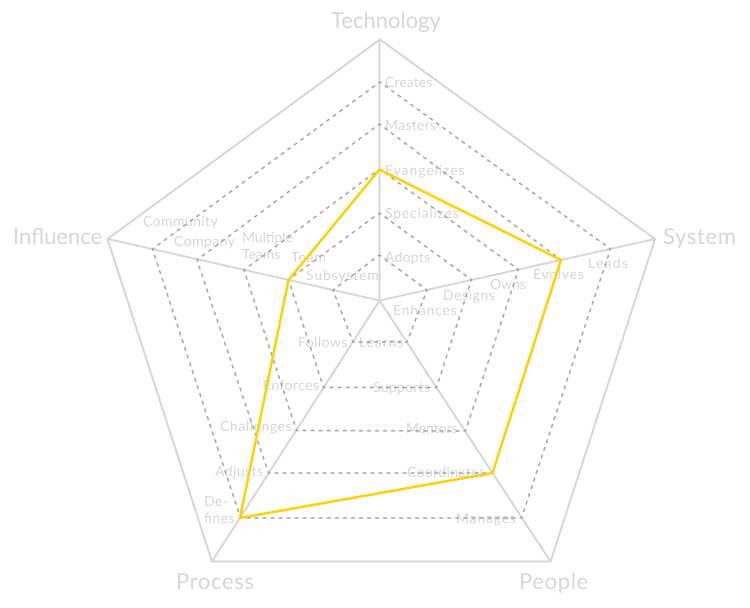 Technology
Creates
Masters
Evangelizes
Specializes
Adopts
Influence
Community
Company
Multiple
Teams
Team
Subsystem
System
Leads
Evolves
Owns
Designs
Enhances
Follows
Learns
Enforces
Supports
Challenges
Mentors
Adjusts
Coordinates
De-
fines
Manages
Process
People